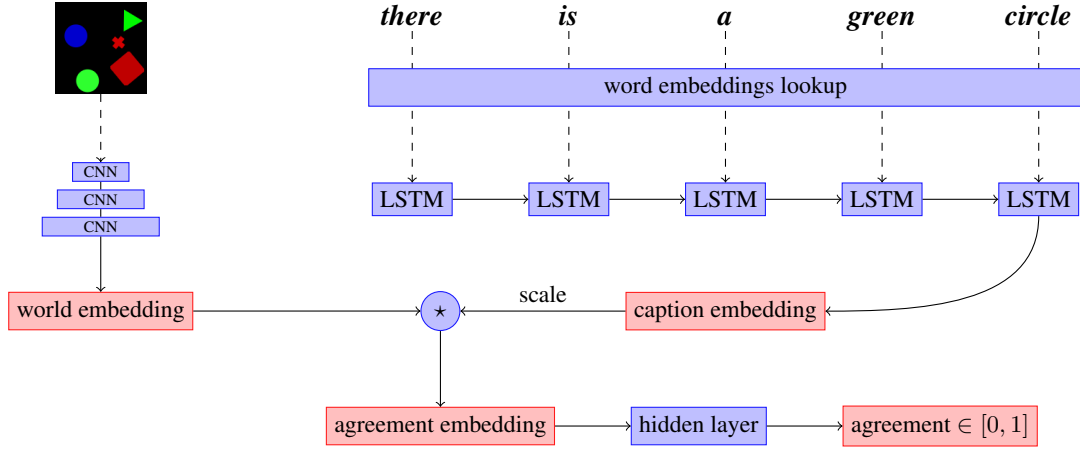 there is a green circle
word embeddings lookup
CNN
CNN
CNN
LSTM LSTM LSTM LSTM LSTM
world embedding ⋆ scale caption embedding
agreement embedding hidden layer agreement ∈ [0, 1]